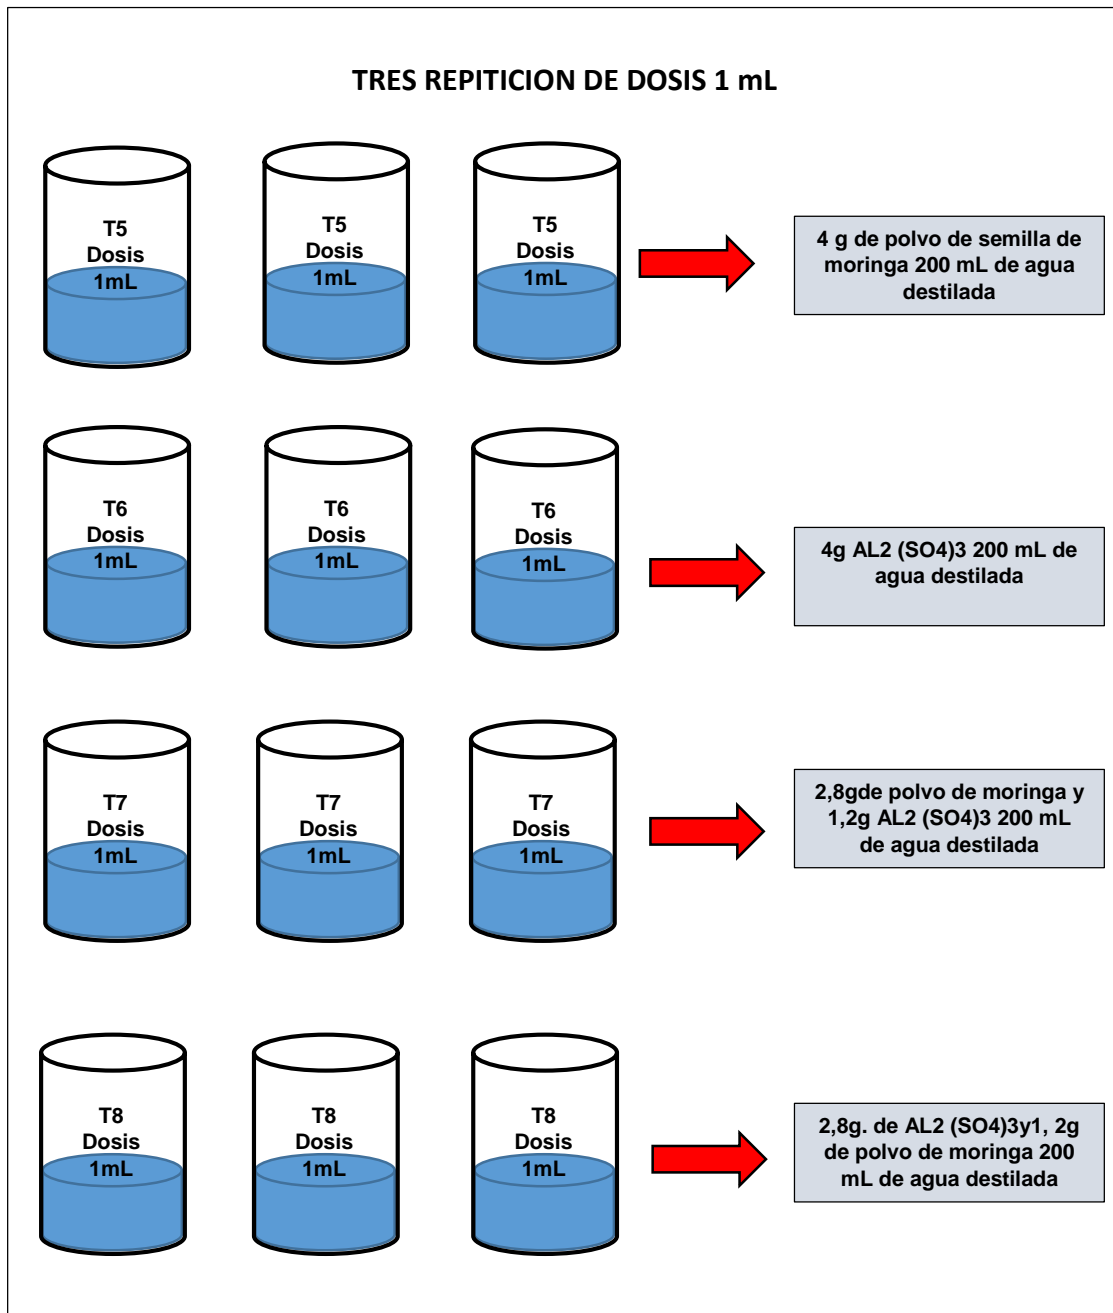 TRES REPITICION DE DOSIS 1 mL
T5
Dosis
1mL
T5
Dosis
1mL
T5
Dosis
1mL
4 g de polvo de semilla de
moringa 200 mL de agua
destilada
T6
Dosis
1mL
T6
Dosis
1mL
T6
Dosis
1mL
4g AL2 (SO4)3 200 mL de
agua destilada
T7
Dosis
1mL
T7
Dosis
1mL
T7
Dosis
1mL
2,8gde polvo de moringa y
1,2g AL2 (SO4)3 200 mL
de agua destilada
T8
Dosis
1mL
T8
Dosis
1mL
T8
Dosis
1mL
2,8g. de AL2 (SO4)3y1, 2g
de polvo de moringa 200
mL de agua destilada